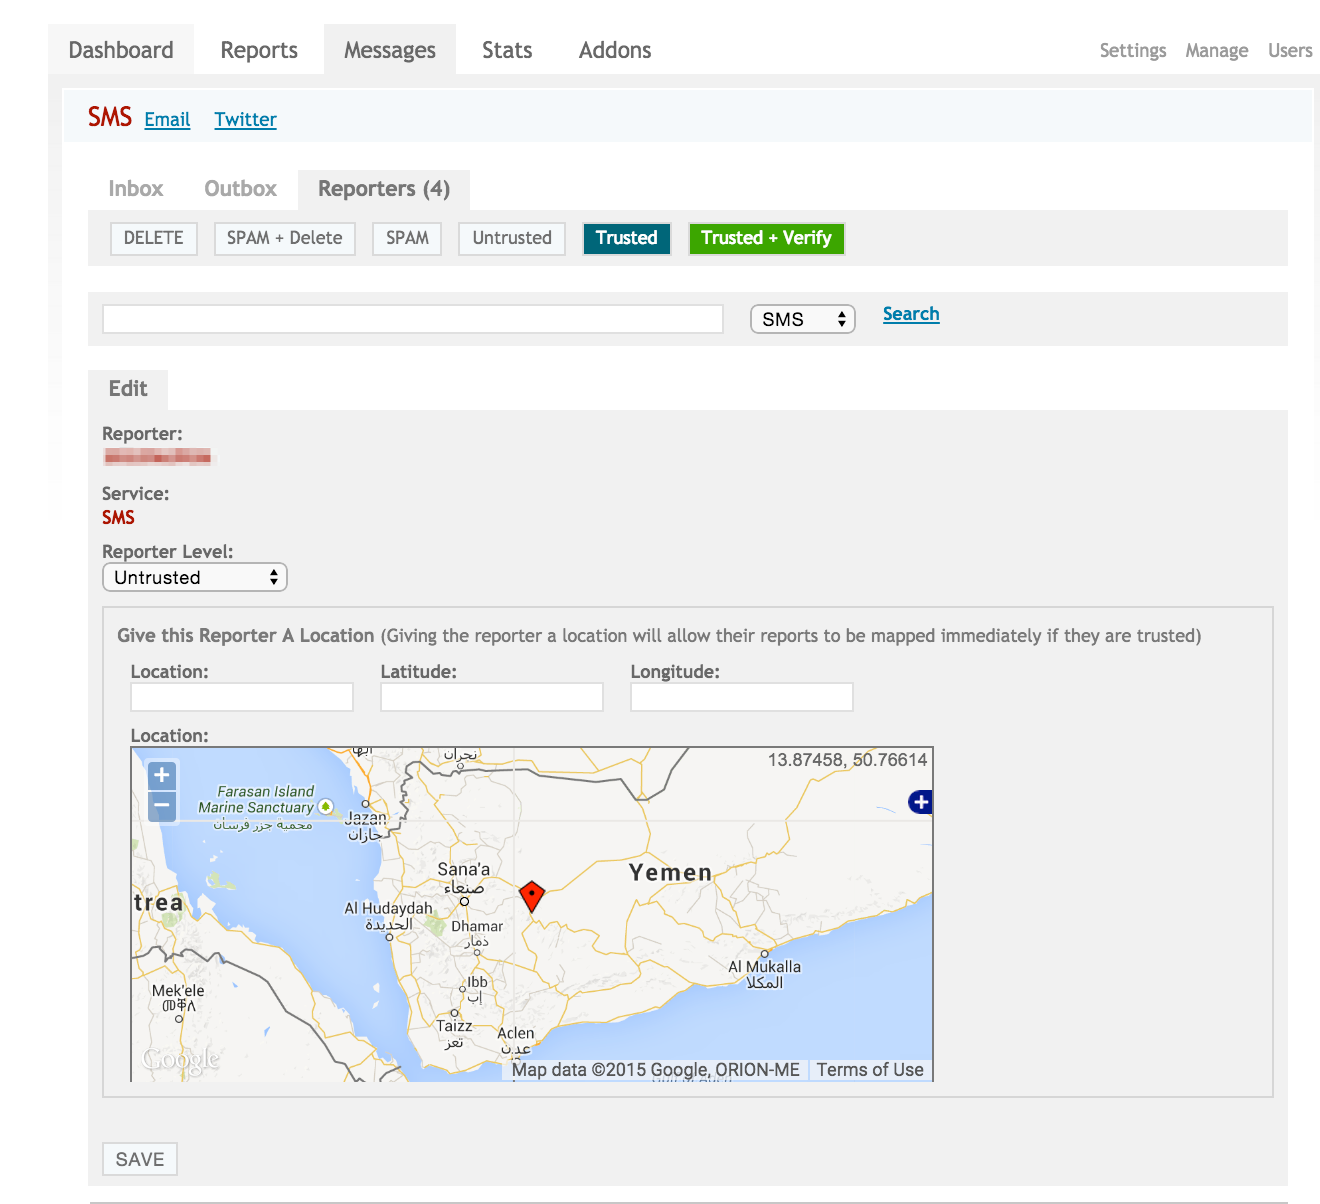 Dashboard Reports Messages Stats Addons Settings Manage Users
SMS Email Twitter
Inbox Outbox Reporters (4)
DELETE SPAM + Delete SPAM Untrusted Trusted Trusted + Verify
SMS Search
Edit
Reporter:
Service:
SMS
Reporter Level:
Untrusted
Give this Reporter A Location (Giving the reporter a location will allow their reports to be mapped immediately if they are trusted)
Location: Latitude: Longitude:
Location:
نجران
13.87458, 50.76614
Farasan Island
Marine Sanctuary
محمية جزر فرسان
Jazan
جازان
Sana'a
صنعاء
Yemen
trea
Al Hudaydah
الحديدة
Dhamar
ذمار
Al Mukalla
المكلا
Ibb
إب
Mek'ele
መቐለ
Taizz
تعز
Aden
عدن
Google
Map data ©2015 Google, ORION-ME Terms of Use
SAVE